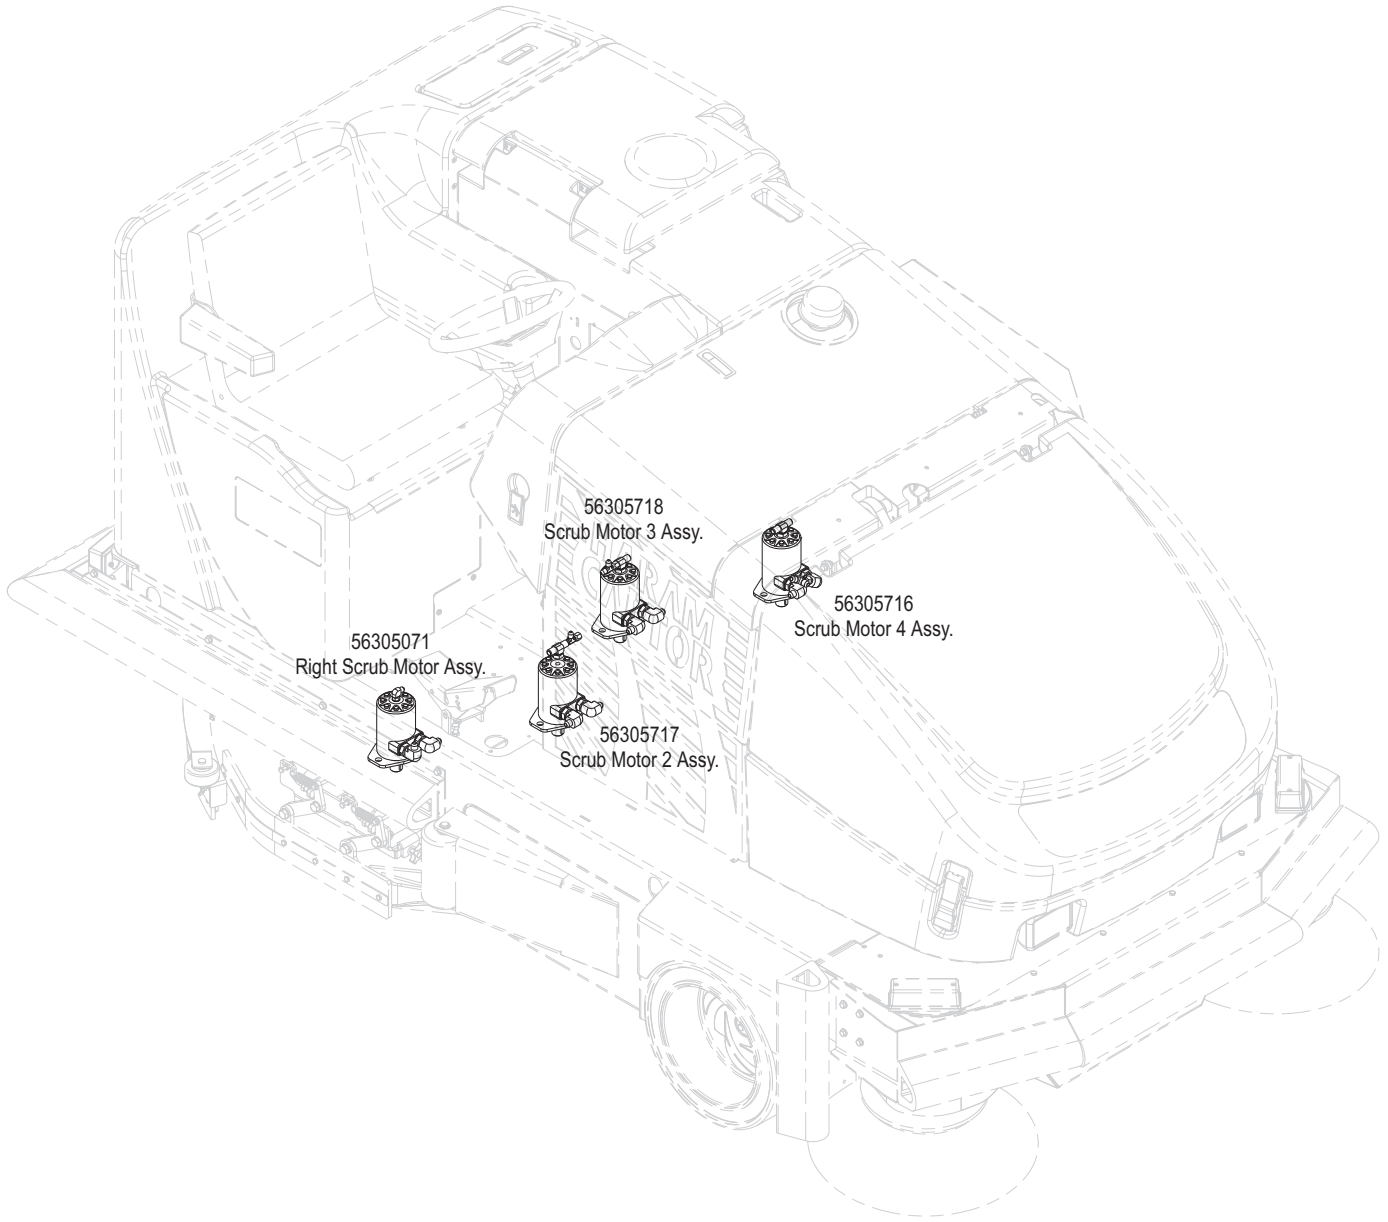 56305718
Scrub Motor 3 Assy.
56305716
Scrub Motor 4 Assy.
56305071
Right Scrub Motor Assy.
56305717
Scrub Motor 2 Assy.